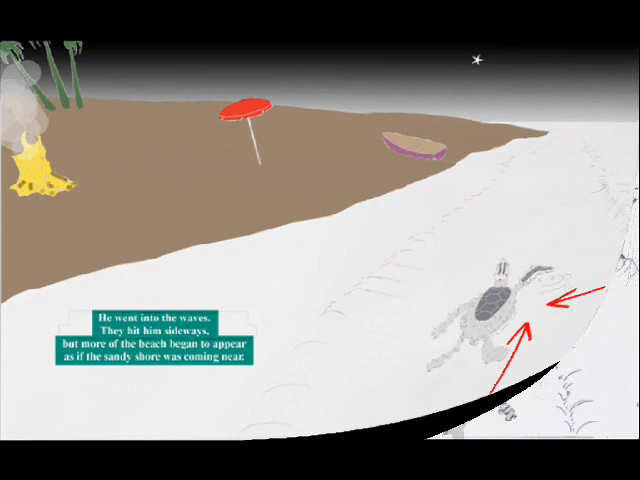 He went into the waves.
They hit him sideways,
but more of the beach began to appear
as if the sandy shore was coming near.